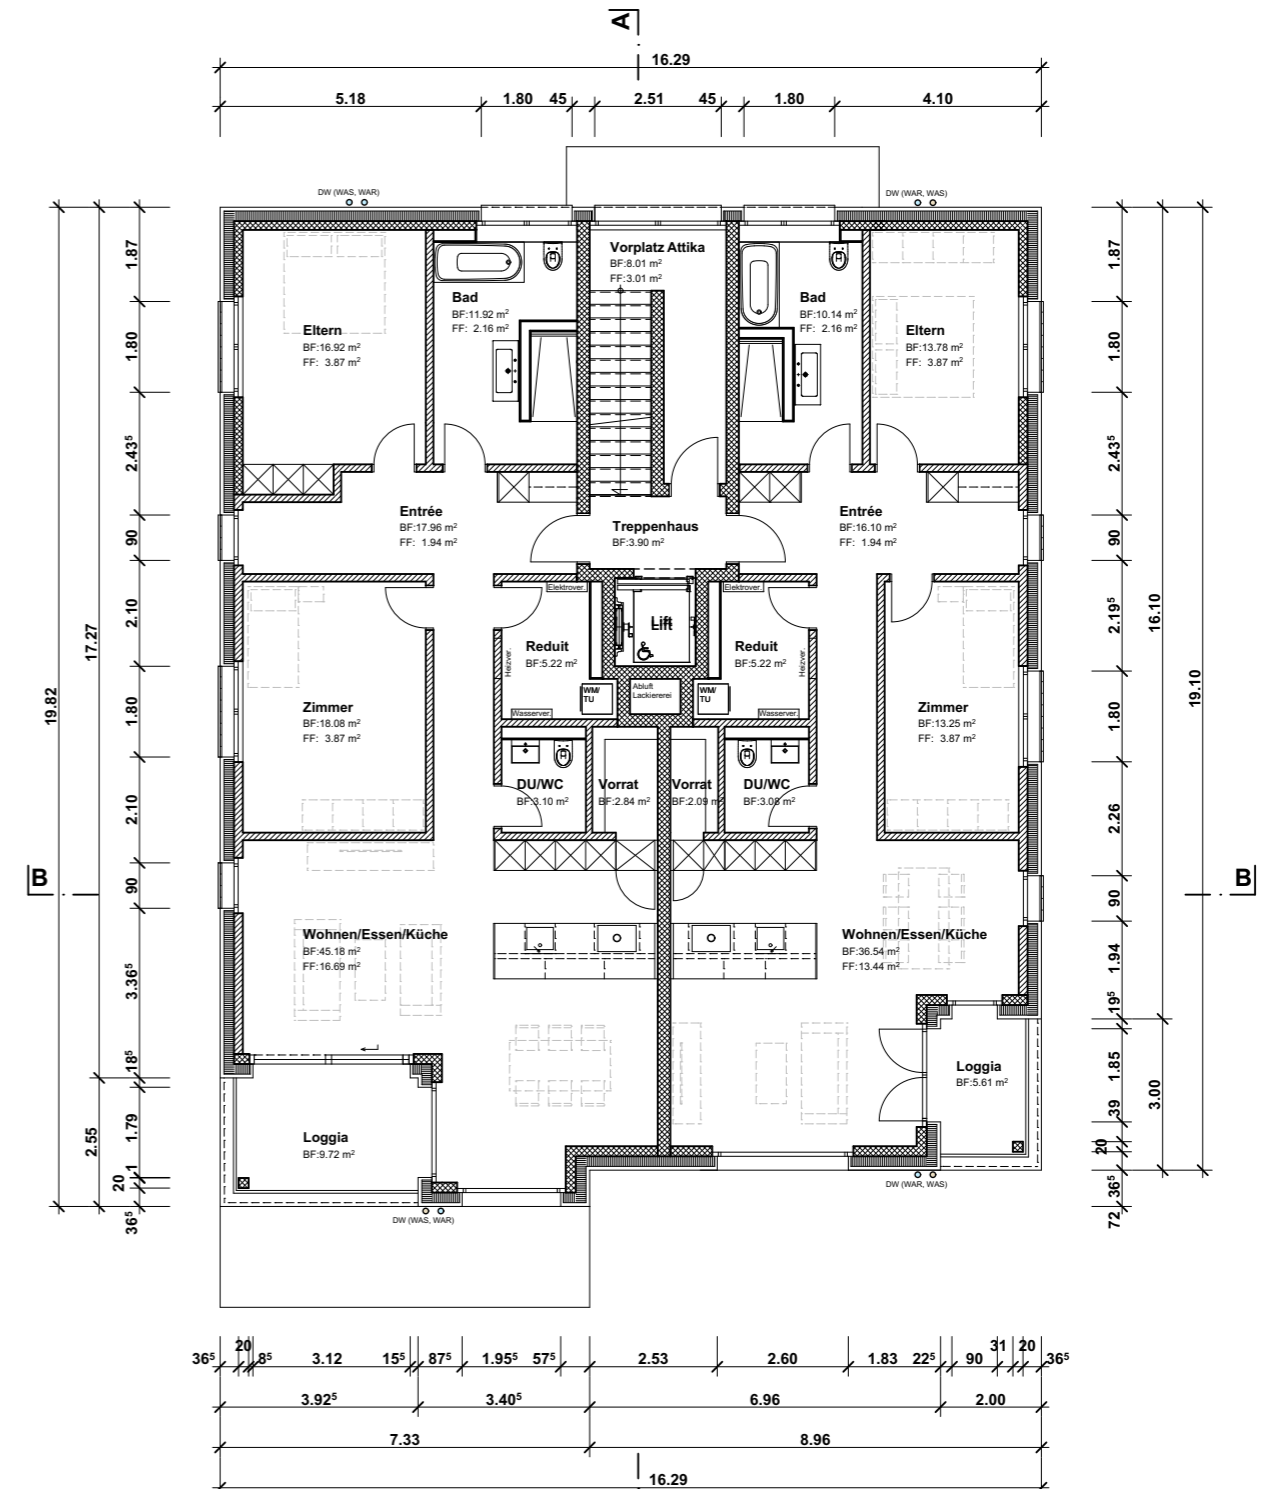 A
16.29
5.18 1.80 45 2.51 45 1.80 4.10
DW (WAS, WAR)
DW (WAR, WAS)
Vorplatz Attika
BF:8.01 m²
FF:3.01 m²
Bad
BF:11.92 m²
FF: 2.16 m²
Bad
BF:10.14 m²
FF: 2.16 m²
Eltern
BF:16.92 m²
FF: 3.87 m²
Eltern
BF:13.78 m²
FF: 3.87 m²
Entrée
BF:17.96 m²
FF: 1.94 m²
Treppenhaus
BF:3.90 m²
Entrée
BF:16.10 m²
FF: 1.94 m²
Elektrover.
Elektrover.
Lift
Reduit
BF:5.22 m²
Reduit
BF:5.22 m²
Heizver.
Heizver.
WM/
TU
Abluft
Lackiererei
WM/
TU
Wasserver.
Wasserver.
Zimmer
BF:18.08 m²
FF: 3.87 m²
Zimmer
BF:13.25 m²
FF: 3.87 m²
DU/WC
BF:3.10 m²
Vorrat
BF:2.84 m²
Vorrat
BF:2.09 m²
DU/WC
BF:3.08 m²
B
B
Wohnen/Essen/Küche
BF:45.18 m²
FF:16.69 m²
Wohnen/Essen/Küche
BF:36.54 m²
FF:13.44 m²
Loggia
BF:5.61 m²
Loggia
BF:9.72 m²
DW (WAR, WAS)
DW (WAS, WAR)
19.82
17.27
2.55
1.87
1.80
2.43⁵
90
2.10
1.80
2.10
90
3.36⁵
18⁵
1.79
1
20
36⁵
1.87
1.80
2.43⁵
90
2.19⁵
1.80
2.26
90
1.94
19⁵
1.85
39
20
36⁵
72
16.10
3.00
19.10
36⁵ 20 8⁵ 3.12 15⁵ 87⁵ 1.95⁵ 57⁵ 2.53 2.60 1.83 22⁵ 90 31 20 36⁵
3.92⁵ 3.40⁵ 6.96 2.00
7.33 8.96
16.29